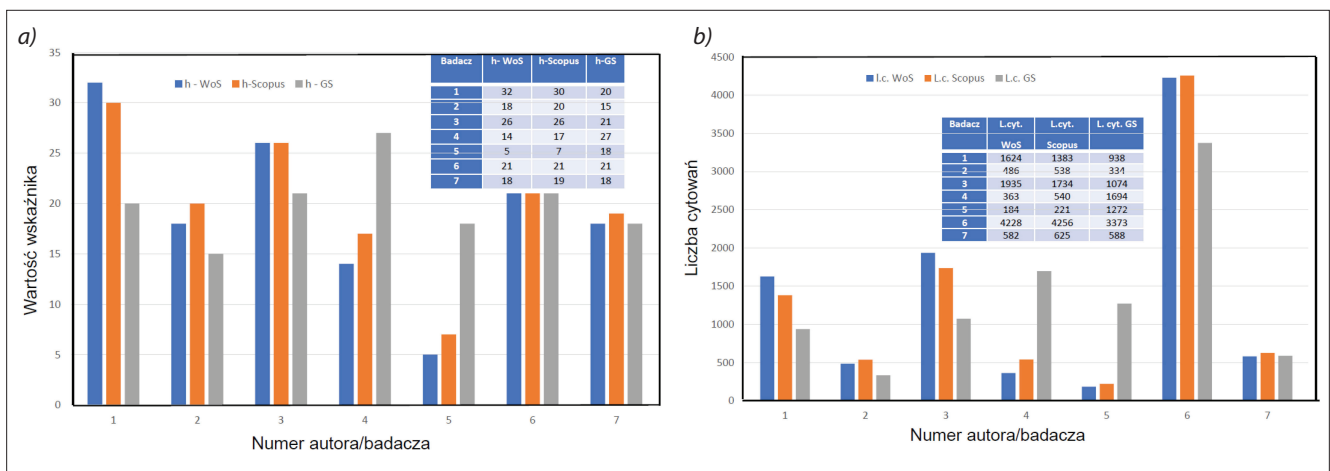 a)
35
30
25
20
15
10
5
0
Wartość wskaźnika
h - WoS h-Scopus h - GS
Badacz h- WoS h-Scopus h-GS
1 32 30 20
2 18 20 15
3 26 26 21
4 14 17 27
5 5 7 18
6 21 21 21
7 18 19 18
1 2 3 4 5 6 7
Numer autora/badacza
b)
4500
4000
3500
3000
2500
2000
1500
1000
500
0
Liczba cytowań
l.c. WoS L.c. Scopus L.c. GS
Badacz L.cyt. L.cyt. L. cyt. GS
WoS Scopus
1 1624 1383 938
2 486 538 334
3 1935 1734 1074
4 363 540 1694
5 184 221 1272
6 4228 4256 3373
7 582 625 588
1 2 3 4 5 6 7
Numer autora/badacza